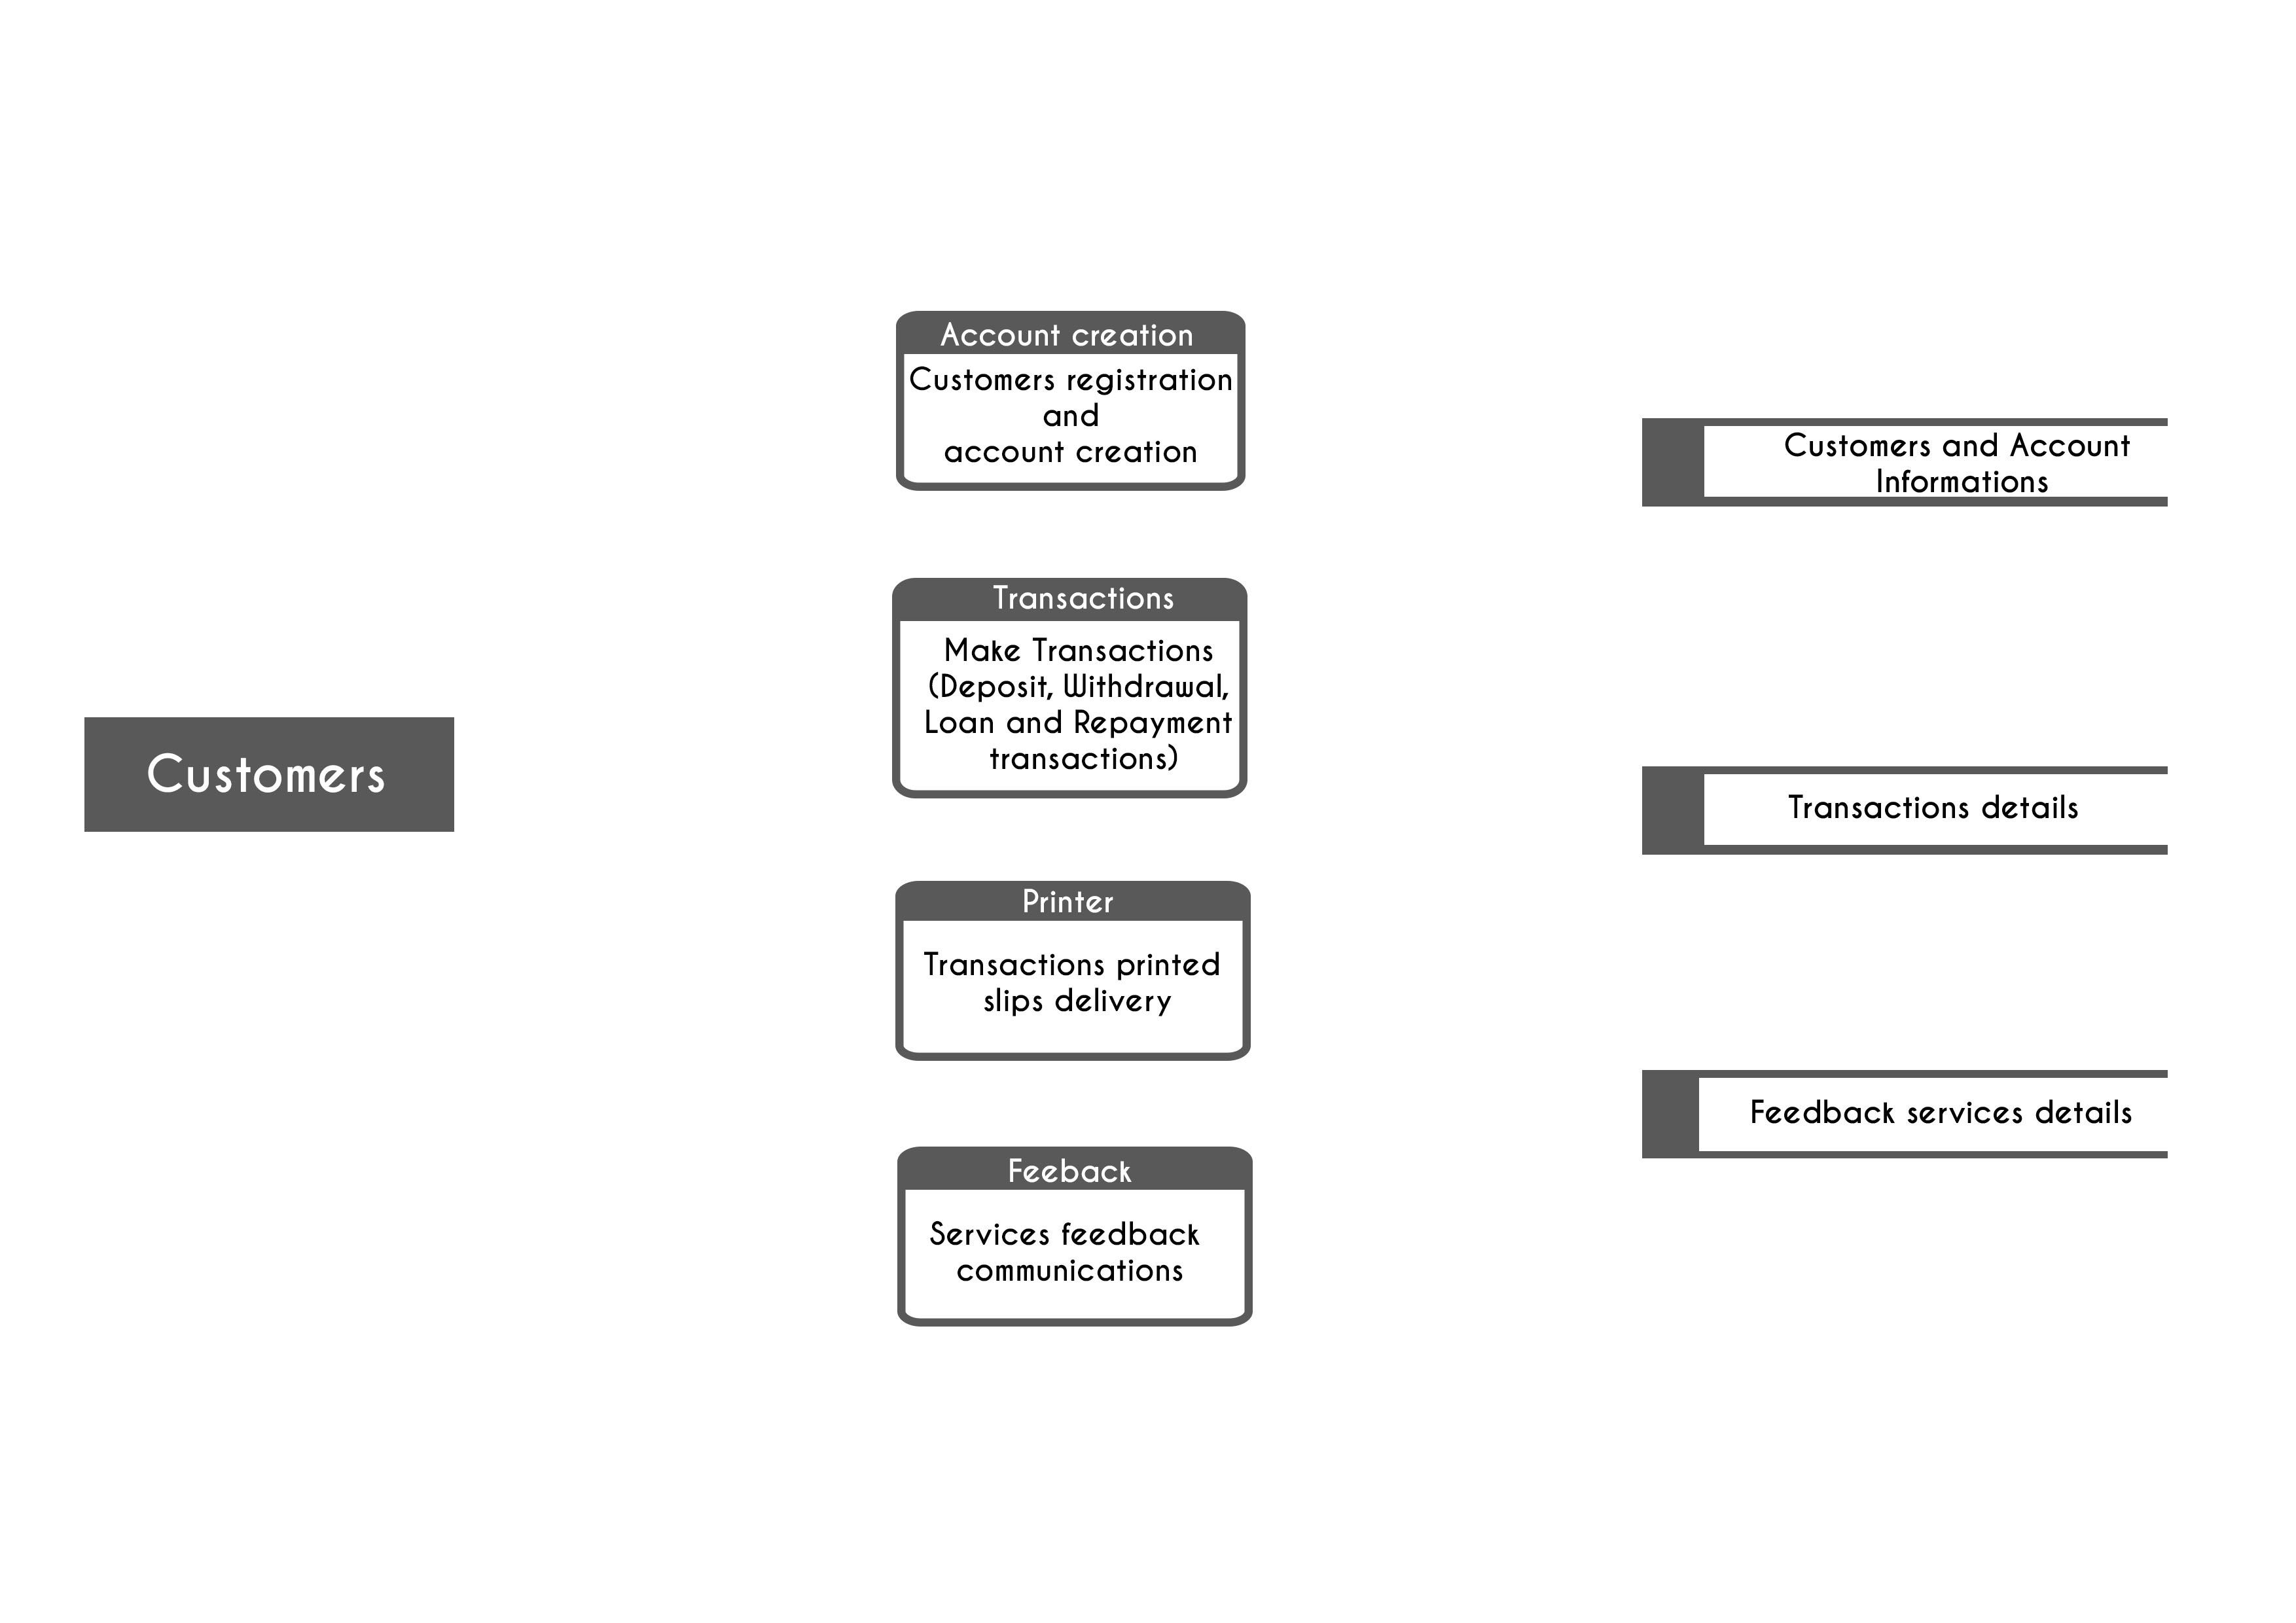 Customers
Account creation
Customers registration
and
account creation
Transactions
Make Transactions
(Deposit, Withdrawal,
Loan and Repayment
transactions)
Printer
Transactions printed
slips delivery
Feeback
Services feedback
communications
Customers and Account
Informations
Transactions details
Feedback services details